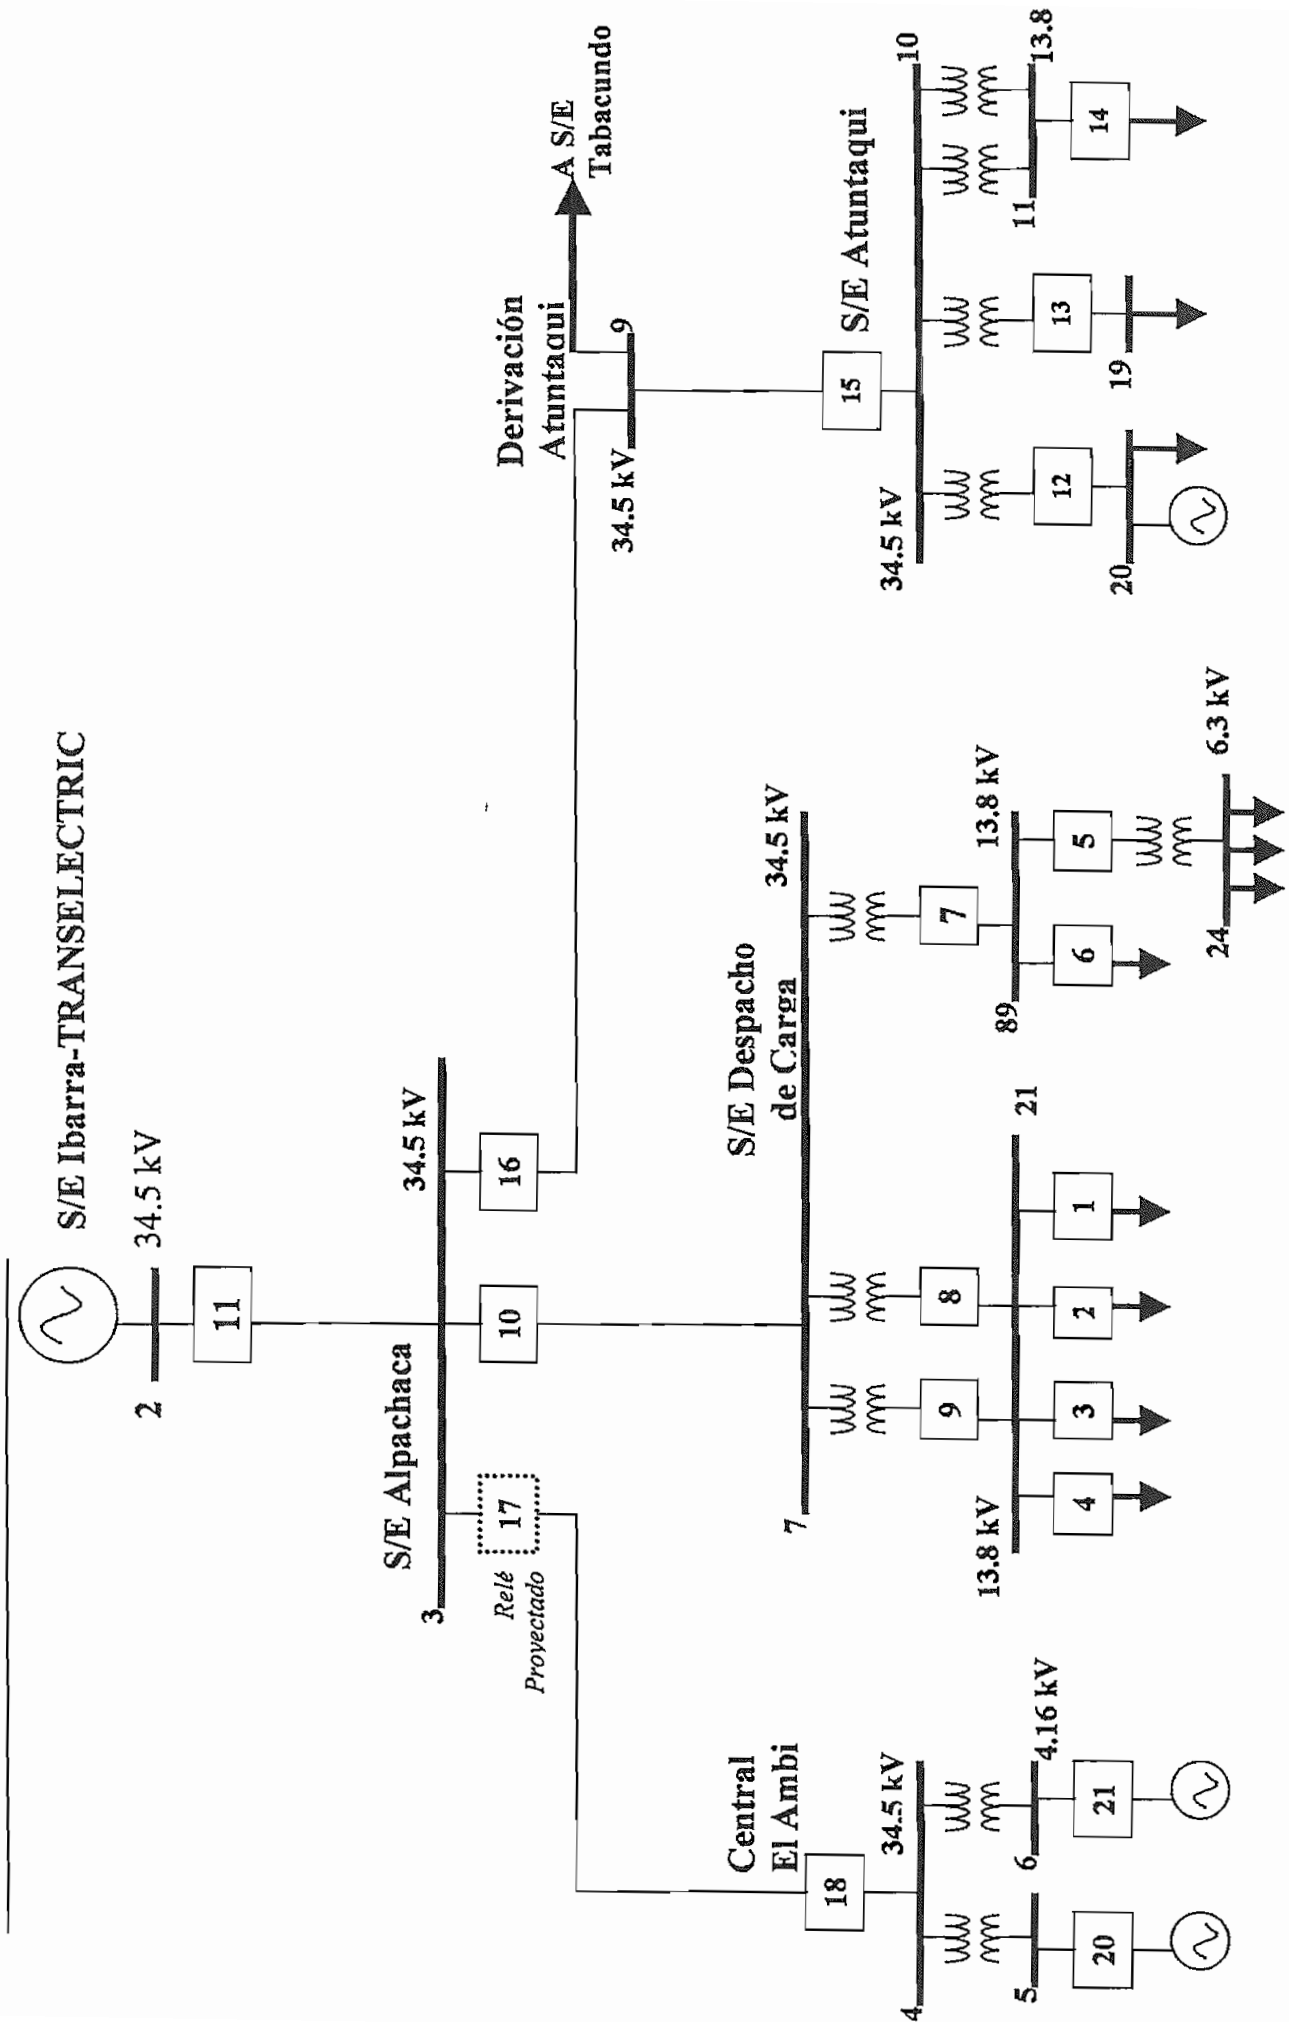 S/E Ibarra-TRANSELECTRIC
2
34.5 kV
11
S/E Alpachaca
3
34.5 kV
Relé
Proyectado
17
10
16
Derivación
Atuntaqui
A S/E
Tabacundo
34.5 kV
9
Central
El Ambi
18
34.5 kV
4
5
6
4.16 kV
20
21
S/E Despacho
de Carga
7
34.5 kV
9
8
7
13.8 kV
21
89
13.8 kV
4
3
2
1
6
5
24
6.3 kV
15
S/E Atuntaqui
34.5 kV
10
12
13
11
13.8
20
19
14